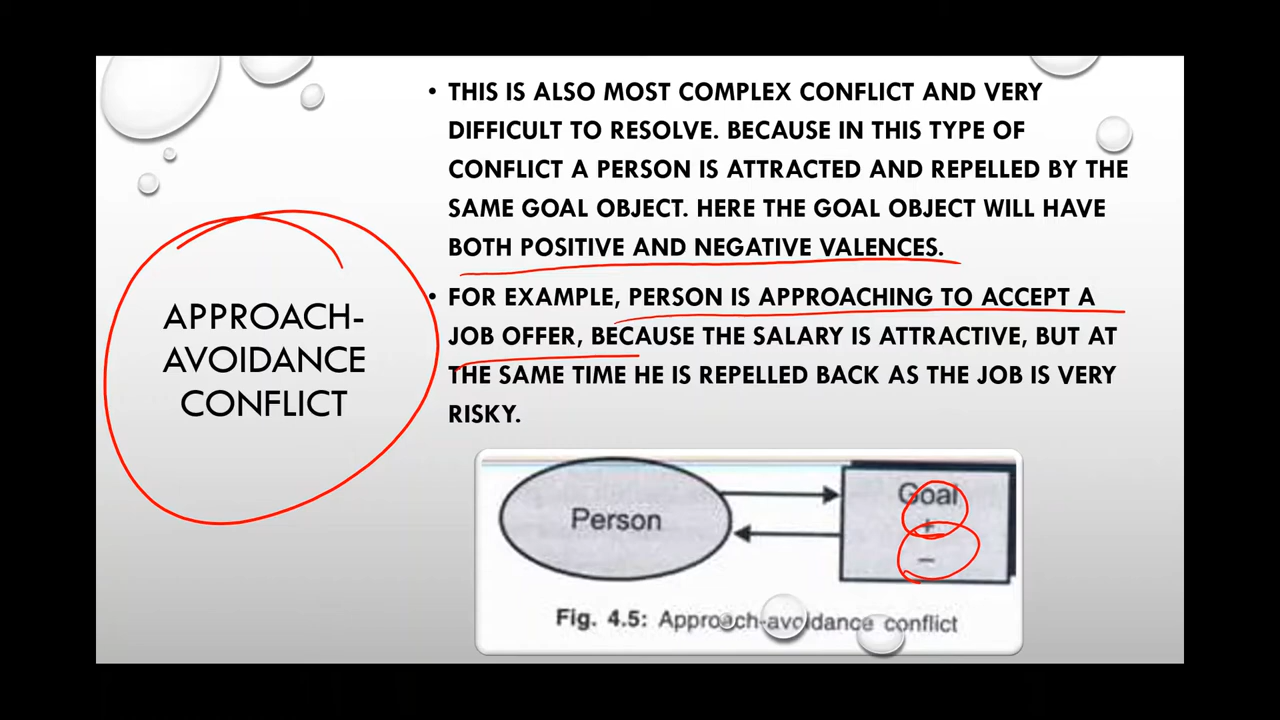 APPROACH-
AVOIDANCE
CONFLICT
• THIS IS ALSO MOST COMPLEX CONFLICT AND VERY
DIFFICULT TO RESOLVE. BECAUSE IN THIS TYPE OF
CONFLICT A PERSON IS ATTRACTED AND REPELLED BY THE
SAME GOAL OBJECT. HERE THE GOAL OBJECT WILL HAVE
BOTH POSITIVE AND NEGATIVE VALENCES.
• FOR EXAMPLE, PERSON IS APPROACHING TO ACCEPT A
JOB OFFER, BECAUSE THE SALARY IS ATTRACTIVE, BUT AT
THE SAME TIME HE IS REPELLED BACK AS THE JOB IS VERY
RISKY.
Person
Goal
+
–
Fig. 4.5: Approach-avoidance conflict